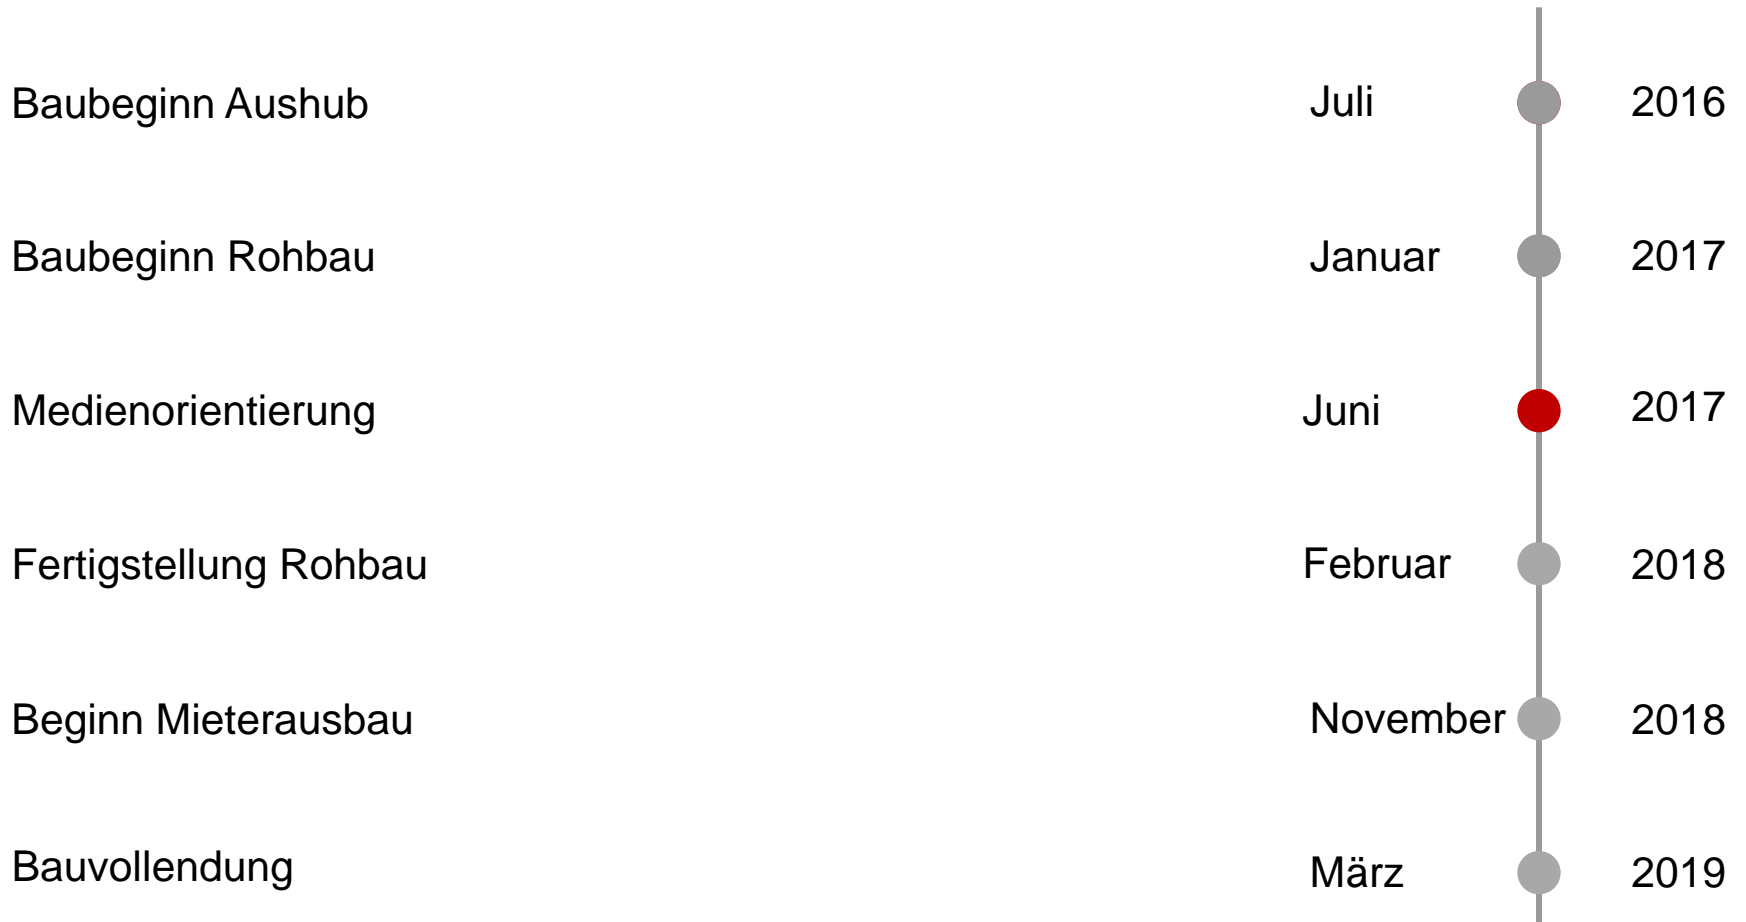 Baubeginn Aushub Juli 2016
Baubeginn Rohbau Januar 2017
Medienorientierung Juni 2017
Fertigstellung Rohbau Februar 2018
Beginn Mieterausbau November 2018
Bauvollendung März 2019